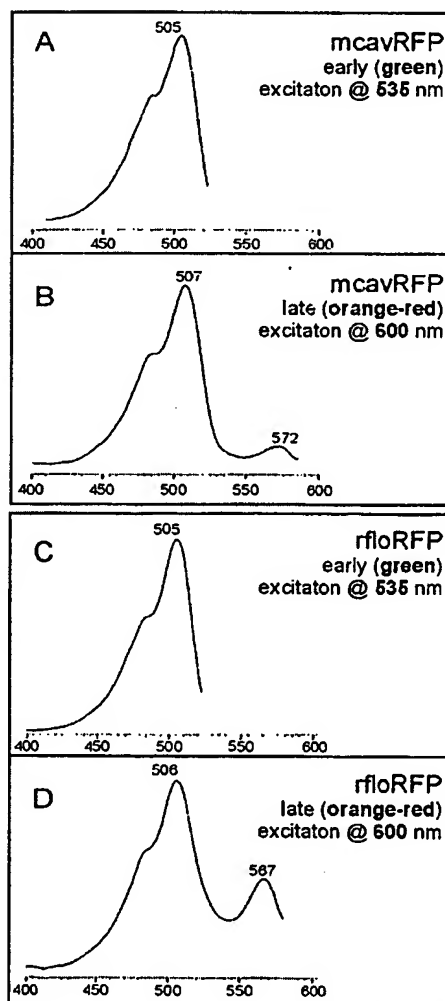 A
505
mcavRFP
early (green)
excitaton @ 535 nm
400 450 500 550 600
B
507
572
mcavRFP
late (orange-red)
excitaton @ 600 nm
400 450 500 550 600
C
505
rfloRFP
early (green)
excitaton @ 535 nm
400 450 500 550 600
D
506
567
rfloRFP
late (orange-red)
excitaton @ 600 nm
400 450 500 550 600